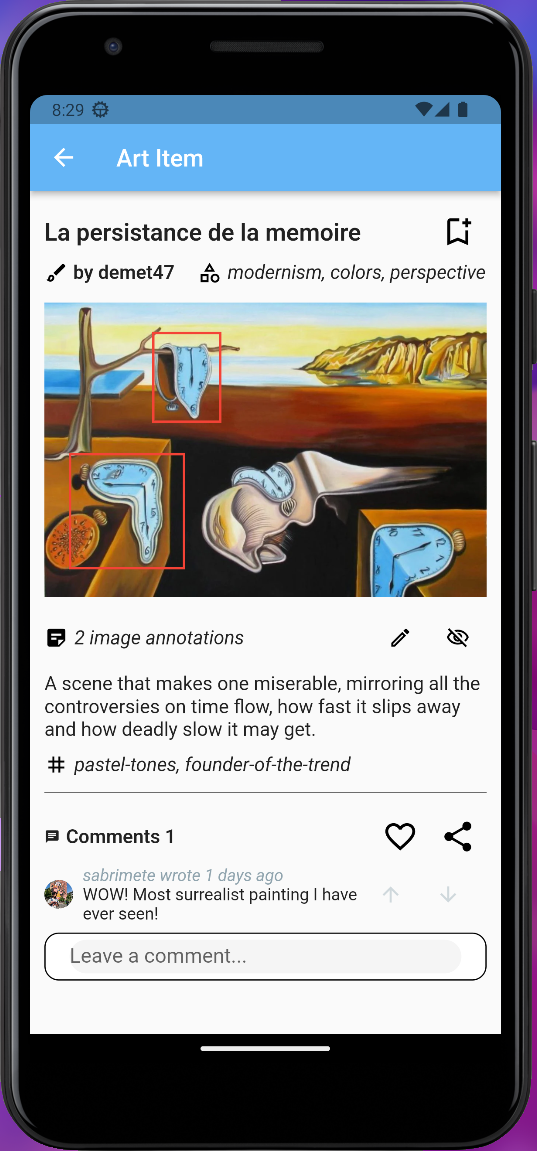 8:29
Art Item
La persistance de la memoire
by demet47 modernism, colors, perspective
2 image annotations
A scene that makes one miserable, mirroring all the
controversies on time flow, how fast it slips away
and how deadly slow it may get.
pastel-tones, founder-of-the-trend
Comments 1
sabrimete wrote 1 days ago
WOW! Most surrealist painting I have
ever seen!
Leave a comment...